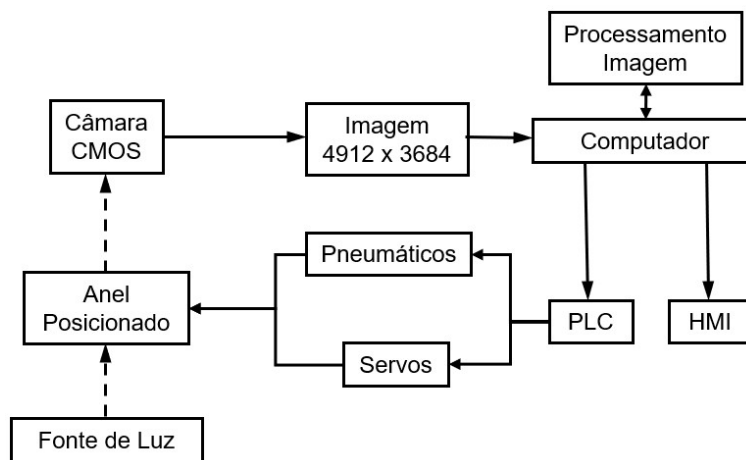 Processamento
Imagem
Câmara
CMOS
Imagem
4912 x 3684
Computador
Pneumáticos
Anel
Posicionado
PLC
HMI
Servos
Fonte de Luz